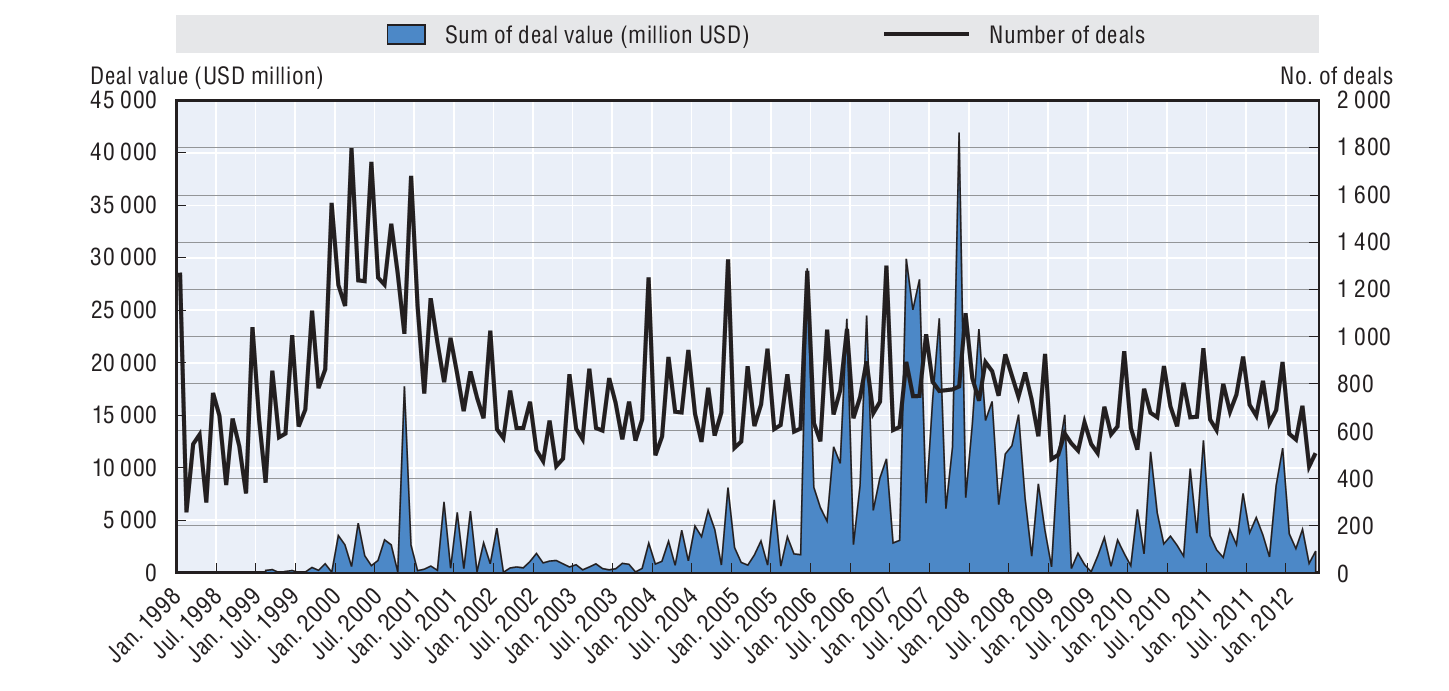 Sum of deal value (million USD) Number of deals
Deal value (USD million) No. of deals
45 000 2 000
40 000 1 800
35 000 1 600
30 000 1 400
25 000 1 200
20 000 1 000
15 000 800
10 000 600
5 000 400
0 200
0
Jan. 1998 Jul. 1998 Jan. 1999 Jul. 1999 Jan. 2000 Jul. 2000 Jan. 2001 Jul. 2001 Jan. 2002 Jul. 2002 Jan. 2003 Jul. 2003 Jan. 2004 Jul. 2004 Jan. 2005 Jul. 2005 Jan. 2006 Jul. 2006 Jan. 2007 Jul. 2007 Jan. 2008 Jul. 2008 Jan. 2009 Jul. 2009 Jan. 2010 Jul. 2010 Jan. 2011 Jul. 2011 Jan. 2012